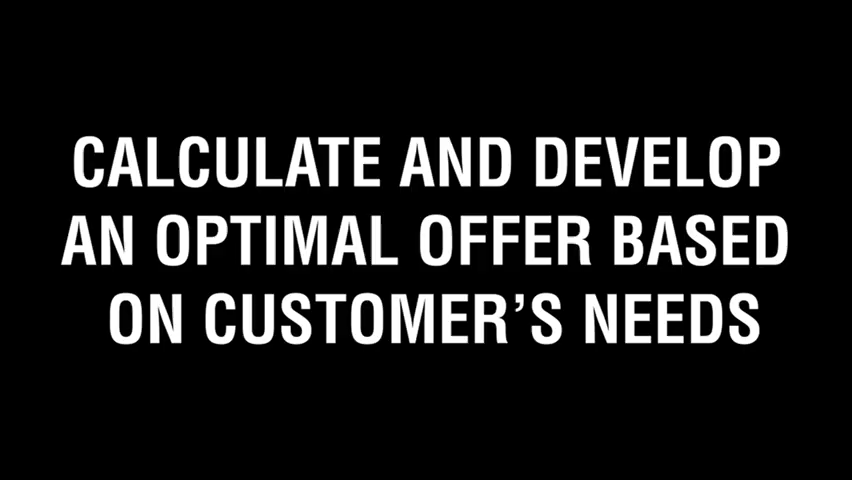 CALCULATE AND DEVELOP
AN OPTIMAL OFFER BASED
ON CUSTOMER’S NEEDS